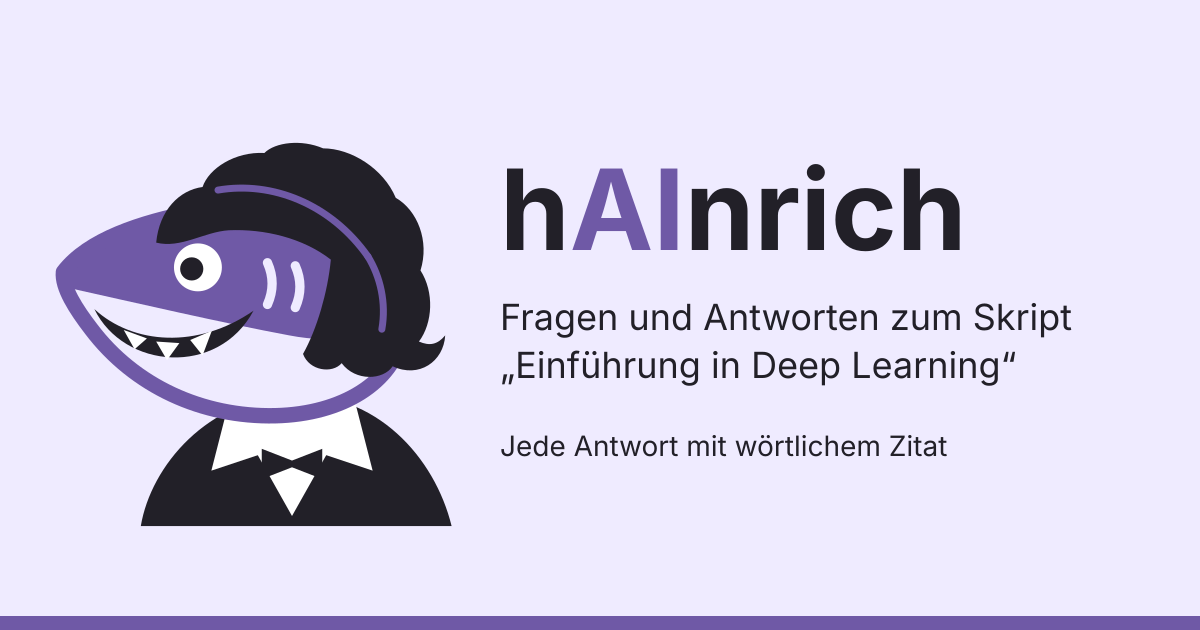 hAInrich
Fragen und Antworten zum Skript
„Einführung in Deep Learning“
Jede Antwort mit wörtlichem Zitat